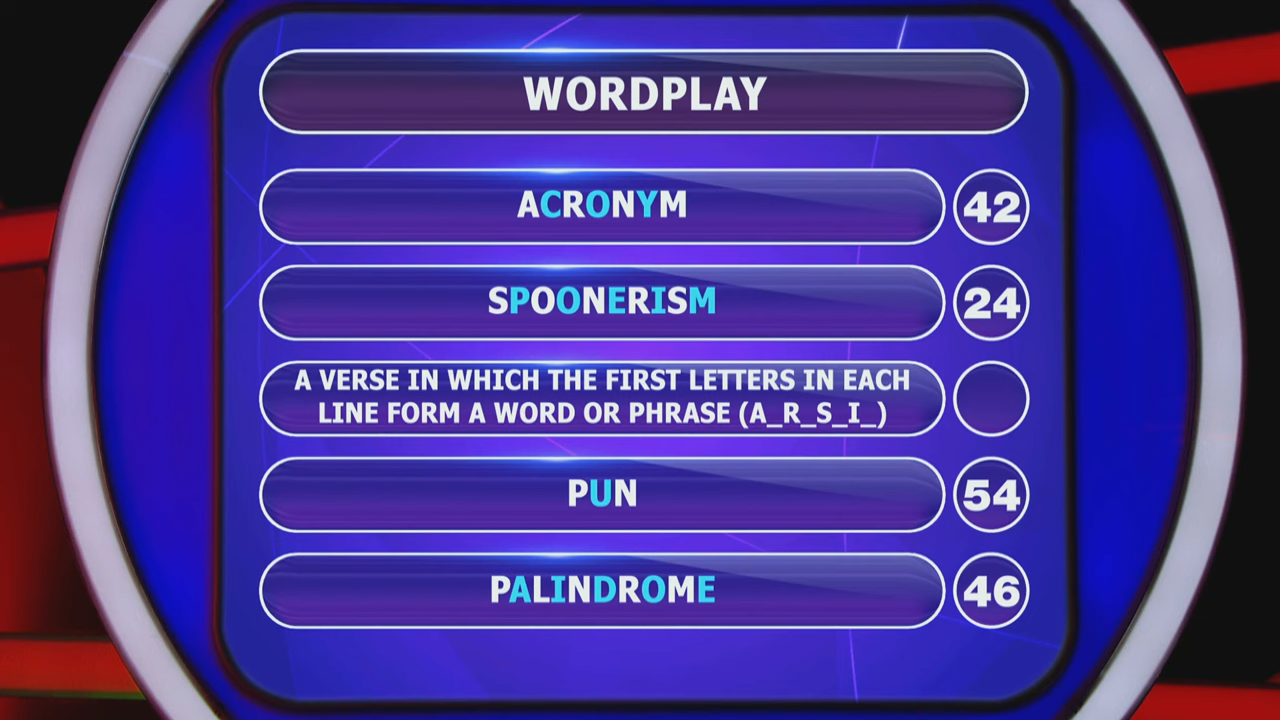 WORDPLAY
ACRONYM 42
SPOONERISM 24
A VERSE IN WHICH THE FIRST LETTERS IN EACH
LINE FORM A WORD OR PHRASE (A_R_S_I_)
PUN 54
PALINDROME 46